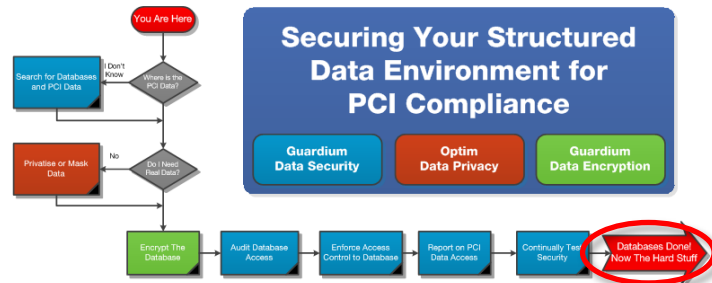 You Are Here
Securing Your Structured
Data Environment for
PCI Compliance
Guardium
Data Security
Optim
Data Privacy
Guardium
Data Encryption
I Don't
Know
Where is the
PCI Data?
Search for Databases
and PCI Data
No
Do I Need
Real Data?
Privatise or Mask
Data
Encrypt The
Database
Audit Database
Access
Enforce Access
Control to Database
Report on PCI
Data Access
Continually Test
Security
Databases Done!
Now The Hard Stuff